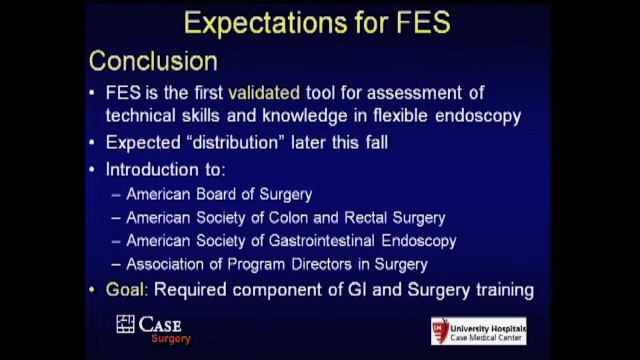 Expectations for FES
Conclusion
• FES is the first validated tool for assessment of
technical skills and knowledge in flexible endoscopy
• Expected “distribution” later this fall
• Introduction to:
– American Board of Surgery
– American Society of Colon and Rectal Surgery
– American Society of Gastrointestinal Endoscopy
– Association of Program Directors in Surgery
• Goal: Required component of GI and Surgery training
CASE
Surgery
University Hospitals
Case Medical Center